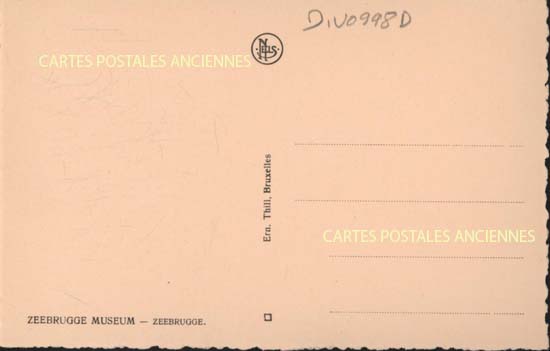 DIV0998D
CARTES POSTALES ANCIENNES
NELS
Ern. Thill, Bruxelles
CARTES POSTALES ANCIENNES
ZEEBRUGGE MUSEUM — ZEEBRUGGE.